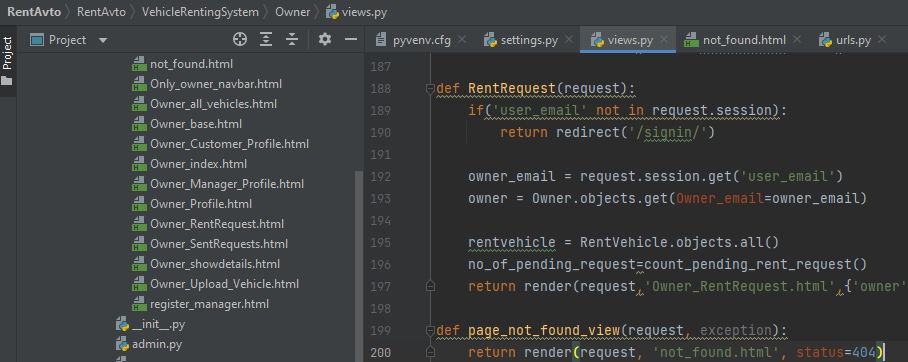 RentAvto RentAvto VehicleRentingSystem Owner views.py
Project
Project
pyvenv.cfg settings.py views.py not_found.html urls.py
not_found.html
Only_owner_navbar.html
Owner_all_vehicles.html
Owner_base.html
Owner_Customer_Profile.html
Owner_index.html
Owner_Manager_Profile.html
Owner_Profile.html
Owner_RentRequest.html
Owner_SentRequests.html
Owner_showdetails.html
Owner_Upload_Vehicle.html
register_manager.html
__init__.py
admin.py
187
188 def RentRequest(request):
189 if('user_email' not in request.session):
190 return redirect('/signin/')
191
192 owner_email = request.session.get('user_email')
193 owner = Owner.objects.get(Owner_email=owner_email)
194
195 rentvehicle = RentVehicle.objects.all()
196 no_of_pending_request=count_pending_rent_request()
197 return render(request,'Owner_RentRequest.html',{'owner'
198
199 def page_not_found_view(request, exception):
200 return render(request, 'not_found.html', status=404)